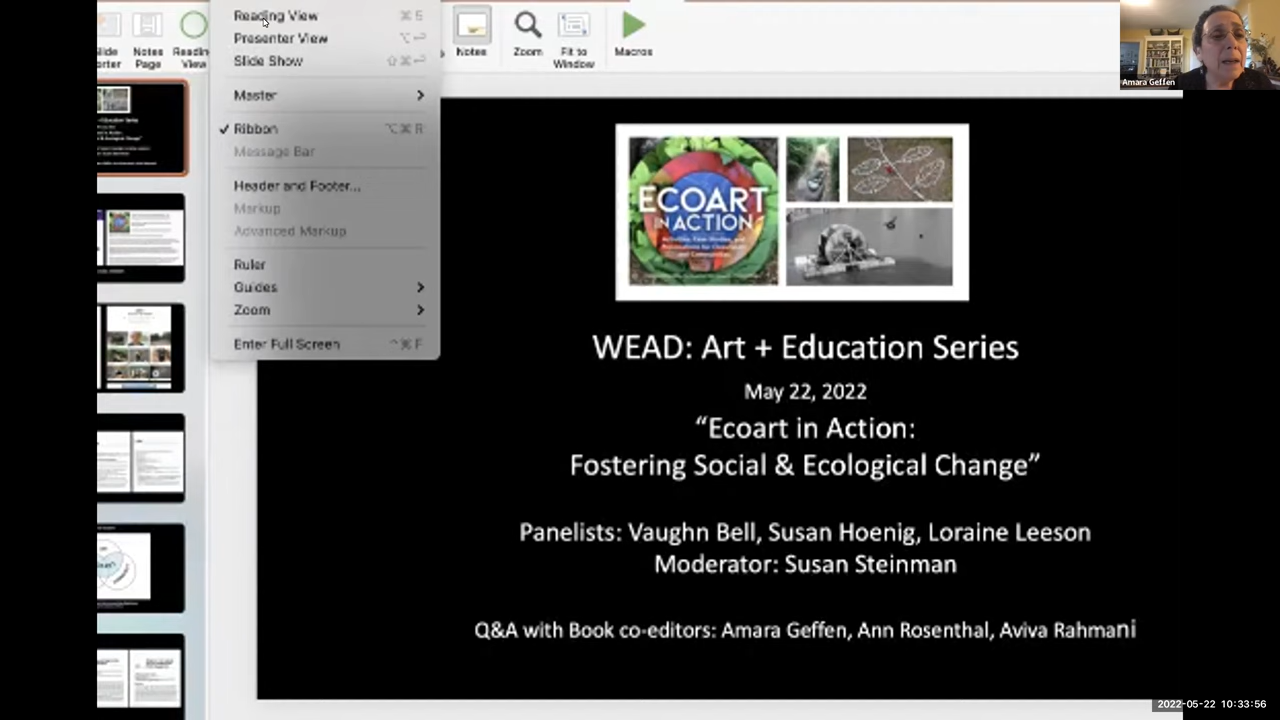 Reading View ⌘ 5
Presenter View ⌥ ⏎
Slide Show ⇧ ⌘ ⏎
Master
✓ Ribbon ⌥ ⌘ R
Message Bar
Header and Footer...
Markup
Advanced Markup
Ruler
Guides
Zoom
Enter Full Screen ^ ⌘ F
Notes
Page
View
Notes
Zoom
Fit to
Window
Macros
Amara Geffen
ECOART
IN ACTION
WEAD: Art + Education Series
May 22, 2022
“Ecoart in Action:
Fostering Social & Ecological Change”
Panelists: Vaughn Bell, Susan Hoenig, Loraine Leeson
Moderator: Susan Steinman
Q&A with Book co-editors: Amara Geffen, Ann Rosenthal, Aviva Rahmani
2022-05-22 10:33:56